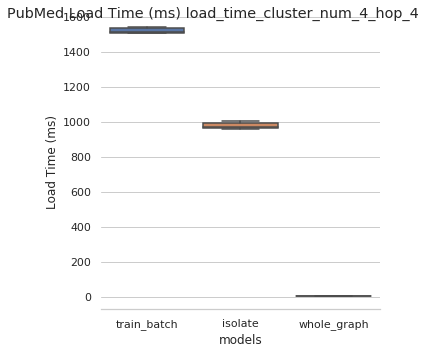 PubMed Load Time (ms) load_time_cluster_num_4_hop_4
1600
1400
1200
1000
800
600
400
200
0
Load Time (ms)
train_batch isolate whole_graph
models